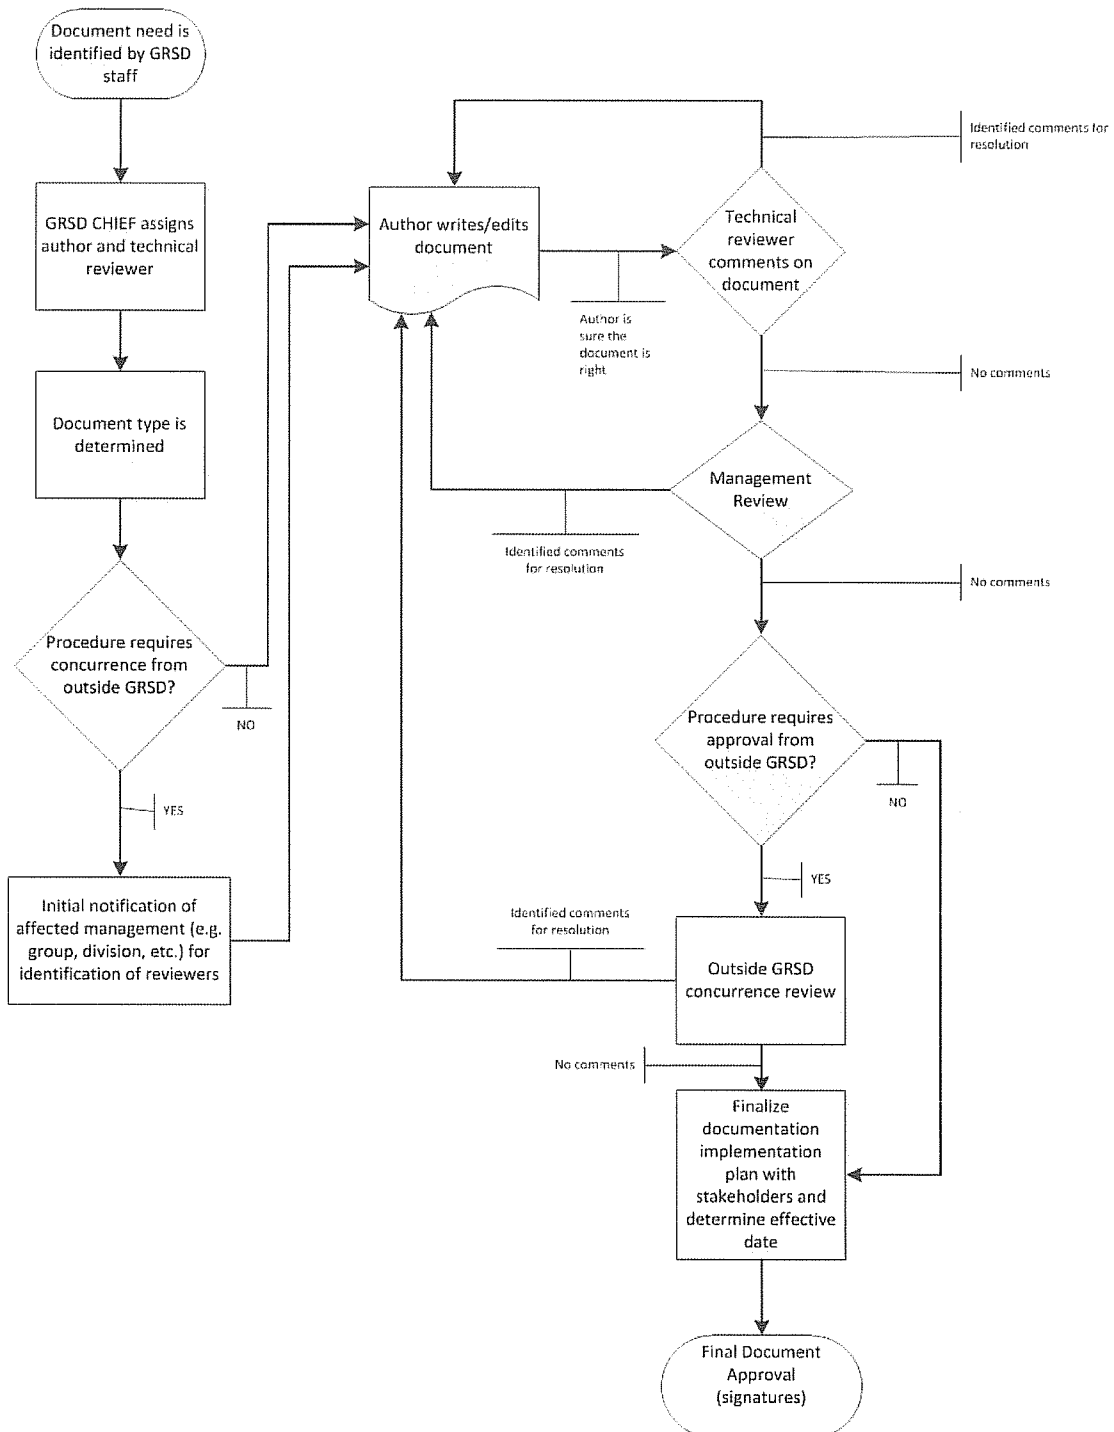 Document need is
identified by GRSD
staff
GRSD CHIEF assigns
author and technical
reviewer
Document type is
determined
Procedure requires
concurrence from
outside GRSD?
NO
YES
Initial notification of
affected management (e.g.
group, division, etc.) for
identification of reviewers
Author writes/edits
document
Author is
sure the
document is
right
Technical
reviewer
comments on
document
Identified comments for
resolution
No comments
Management
Review
Identified comments
for resolution
No comments
Procedure requires
approval from
outside GRSD?
NO
YES
Outside GRSD
concurrence review
Identified comments
for resolution
No comments
Finalize
documentation
implementation
plan with
stakeholders and
determine effective
date
Final Document
Approval
(signatures)